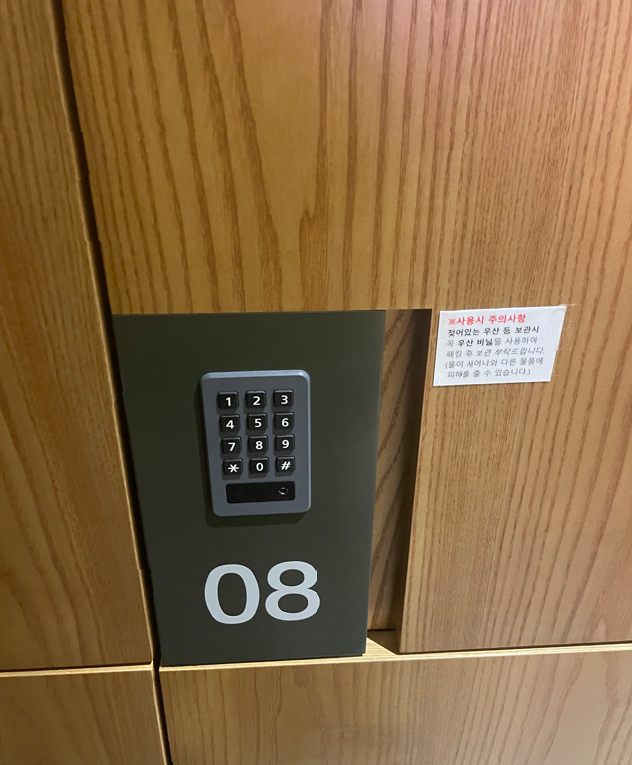 1 2 3
4 5 6
7 8 9
* 0 #
08
※사용시 주의사항
젖어있는 우산 등 보관시
꼭 우산 비닐을 사용하여
패킹 후 보관 부탁드립니다.
(물이 새어나와 다른 물품에
피해를 줄 수 있습니다.)